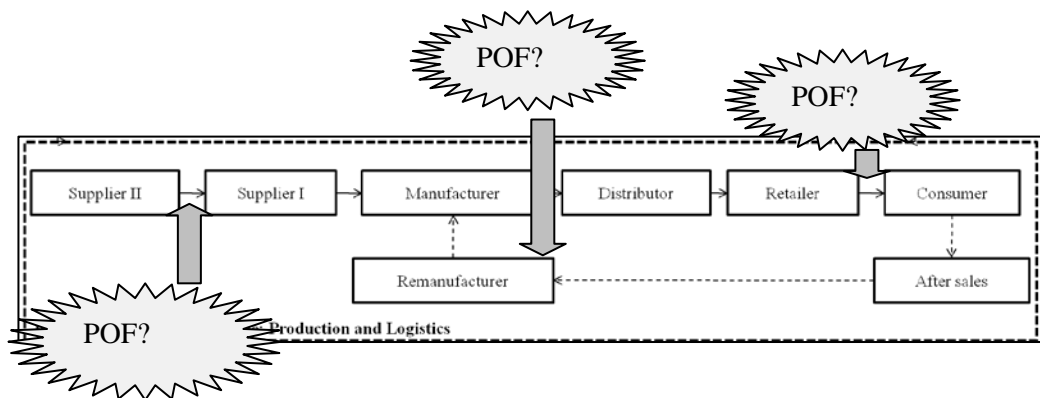 POF?
POF?
Supplier II
Supplier I
Manufacturer
Distributor
Retailer
Consumer
Remanufacturer
After sales
POF?
Production and Logistics